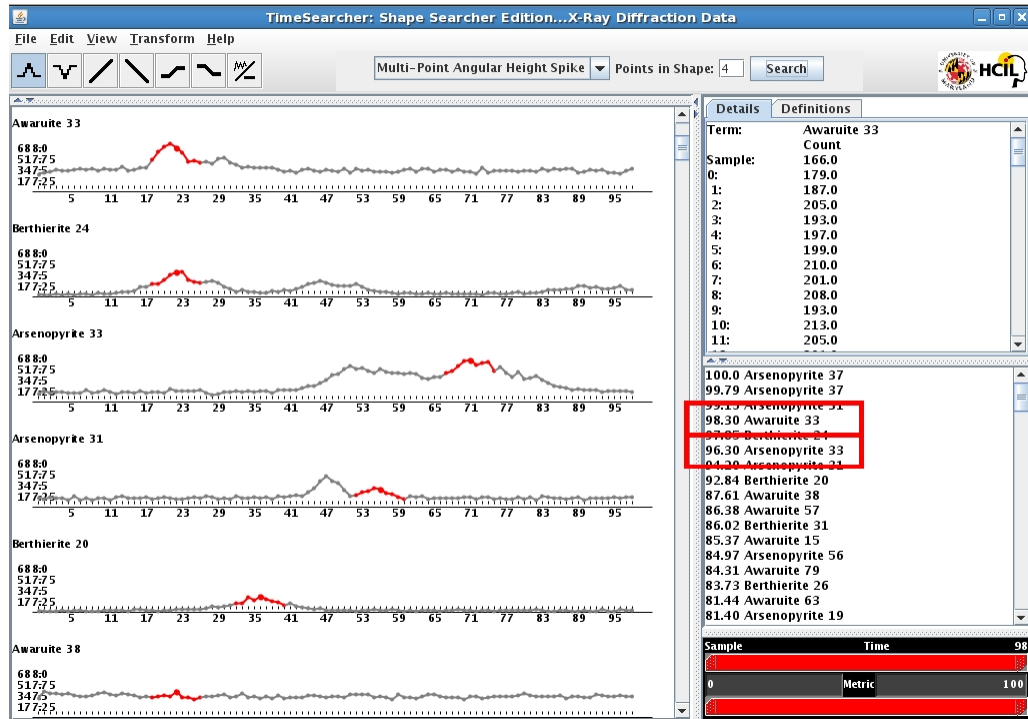 TimeSearcher: Shape Searcher Edition...X-Ray Diffraction Data
File Edit View Transform Help
Multi-Point Angular Height Spike Points in Shape: 4 Search
HCIL
Awaruite 33
688:0
517:75
347:5
177:25
5 11 17 23 29 35 41 47 53 59 65 71 77 83 89 95
Berthierite 24
688:0
517:75
347:5
177:25
5 11 17 23 29 35 41 47 53 59 65 71 77 83 89 95
Arsenopyrite 33
688:0
517:75
347:5
177:25
5 11 17 23 29 35 41 47 53 59 65 71 77 83 89 95
Arsenopyrite 31
688:0
517:75
347:5
177:25
5 11 17 23 29 35 41 47 53 59 65 71 77 83 89 95
Berthierite 20
688:0
517:75
347:5
177:25
5 11 17 23 29 35 41 47 53 59 65 71 77 83 89 95
Awaruite 38
688:0
517:75
347:5
177:25
Details Definitions
Term: Awaruite 33
Count
Sample: 166.0
0: 179.0
1: 187.0
2: 205.0
3: 193.0
4: 197.0
5: 199.0
6: 210.0
7: 201.0
8: 208.0
9: 193.0
10: 213.0
11: 205.0
100.0 Arsenopyrite 37
99.79 Arsenopyrite 37
99.15 Arsenopyrite 31
98.30 Awaruite 33
97.85 Berthierite 24
96.30 Arsenopyrite 33
94.20 Arsenopyrite 31
92.84 Berthierite 20
87.61 Awaruite 38
86.38 Awaruite 57
86.02 Berthierite 31
85.37 Awaruite 15
84.97 Arsenopyrite 56
84.31 Awaruite 79
83.73 Berthierite 26
81.44 Awaruite 63
81.40 Arsenopyrite 19
Sample Time 98
0 Metric 100